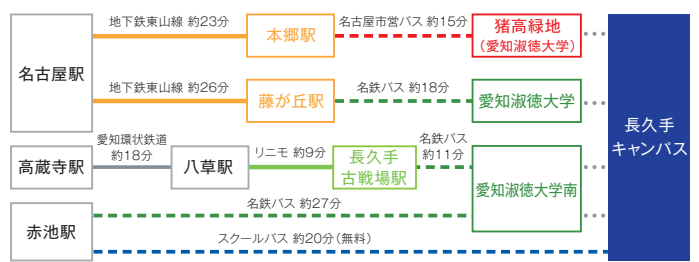 名古屋駅
地下鉄東山線 約23分
本郷駅
名古屋市営バス 約15分
猪高緑地
(愛知淑徳大学)
地下鉄東山線 約26分
藤が丘駅
名鉄バス 約18分
愛知淑徳大学
高蔵寺駅
愛知環状鉄道
約18分
八草駅
リニモ 約9分
長久手
古戦場駅
名鉄バス
約11分
愛知淑徳大学南
赤池駅
名鉄バス 約27分
スクールバス 約20分(無料)
長久手
キャンパス